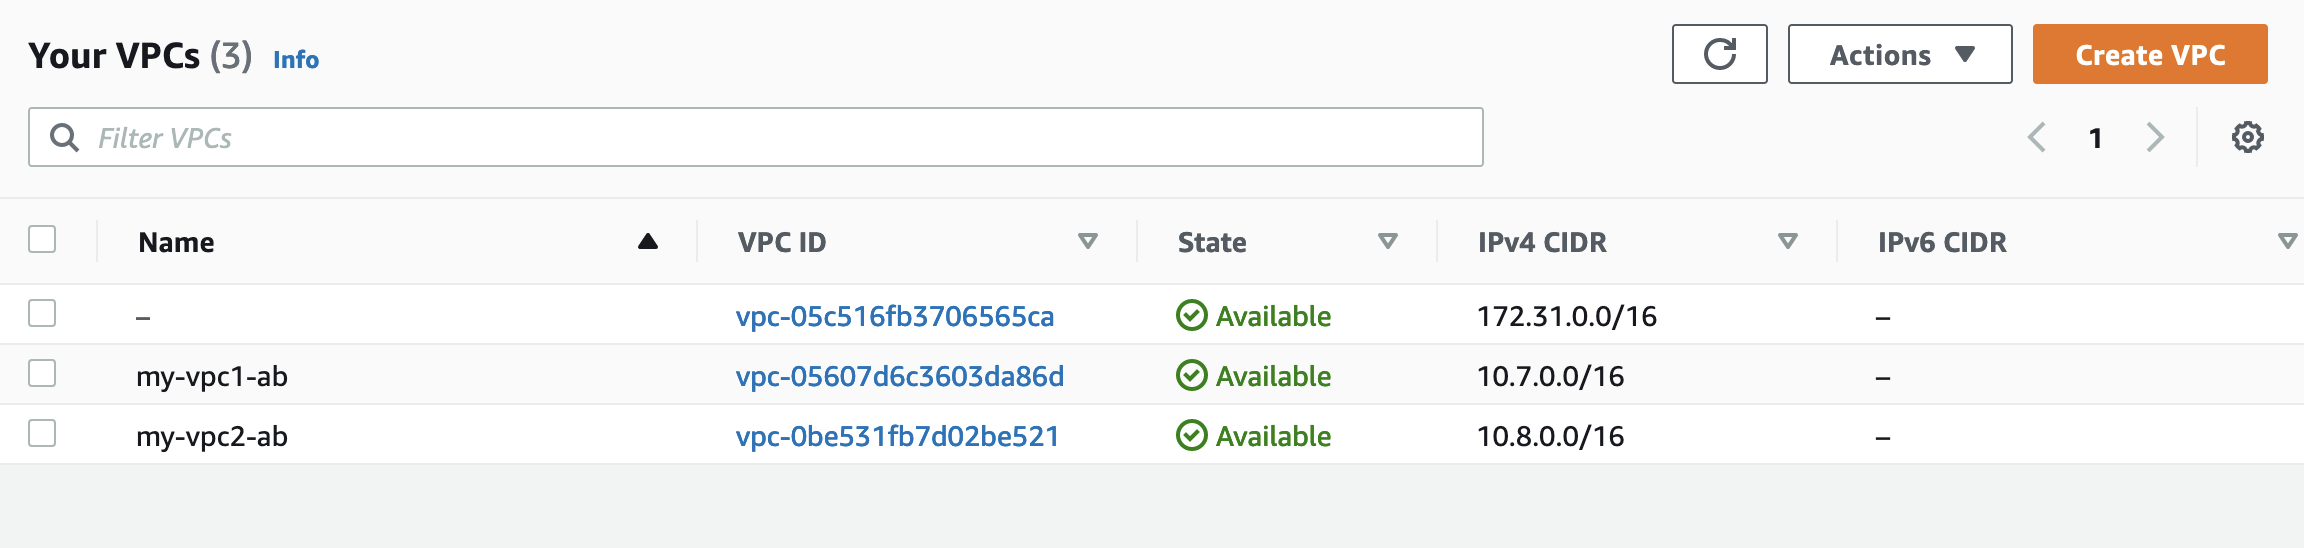 Your VPCs (3) Info
Actions
Create VPC
Filter VPCs
1
Name VPC ID State IPv4 CIDR IPv6 CIDR
– vpc-05c516fb3706565ca Available 172.31.0.0/16 –
my-vpc1-ab vpc-05607d6c3603da86d Available 10.7.0.0/16 –
my-vpc2-ab vpc-0be531fb7d02be521 Available 10.8.0.0/16 –